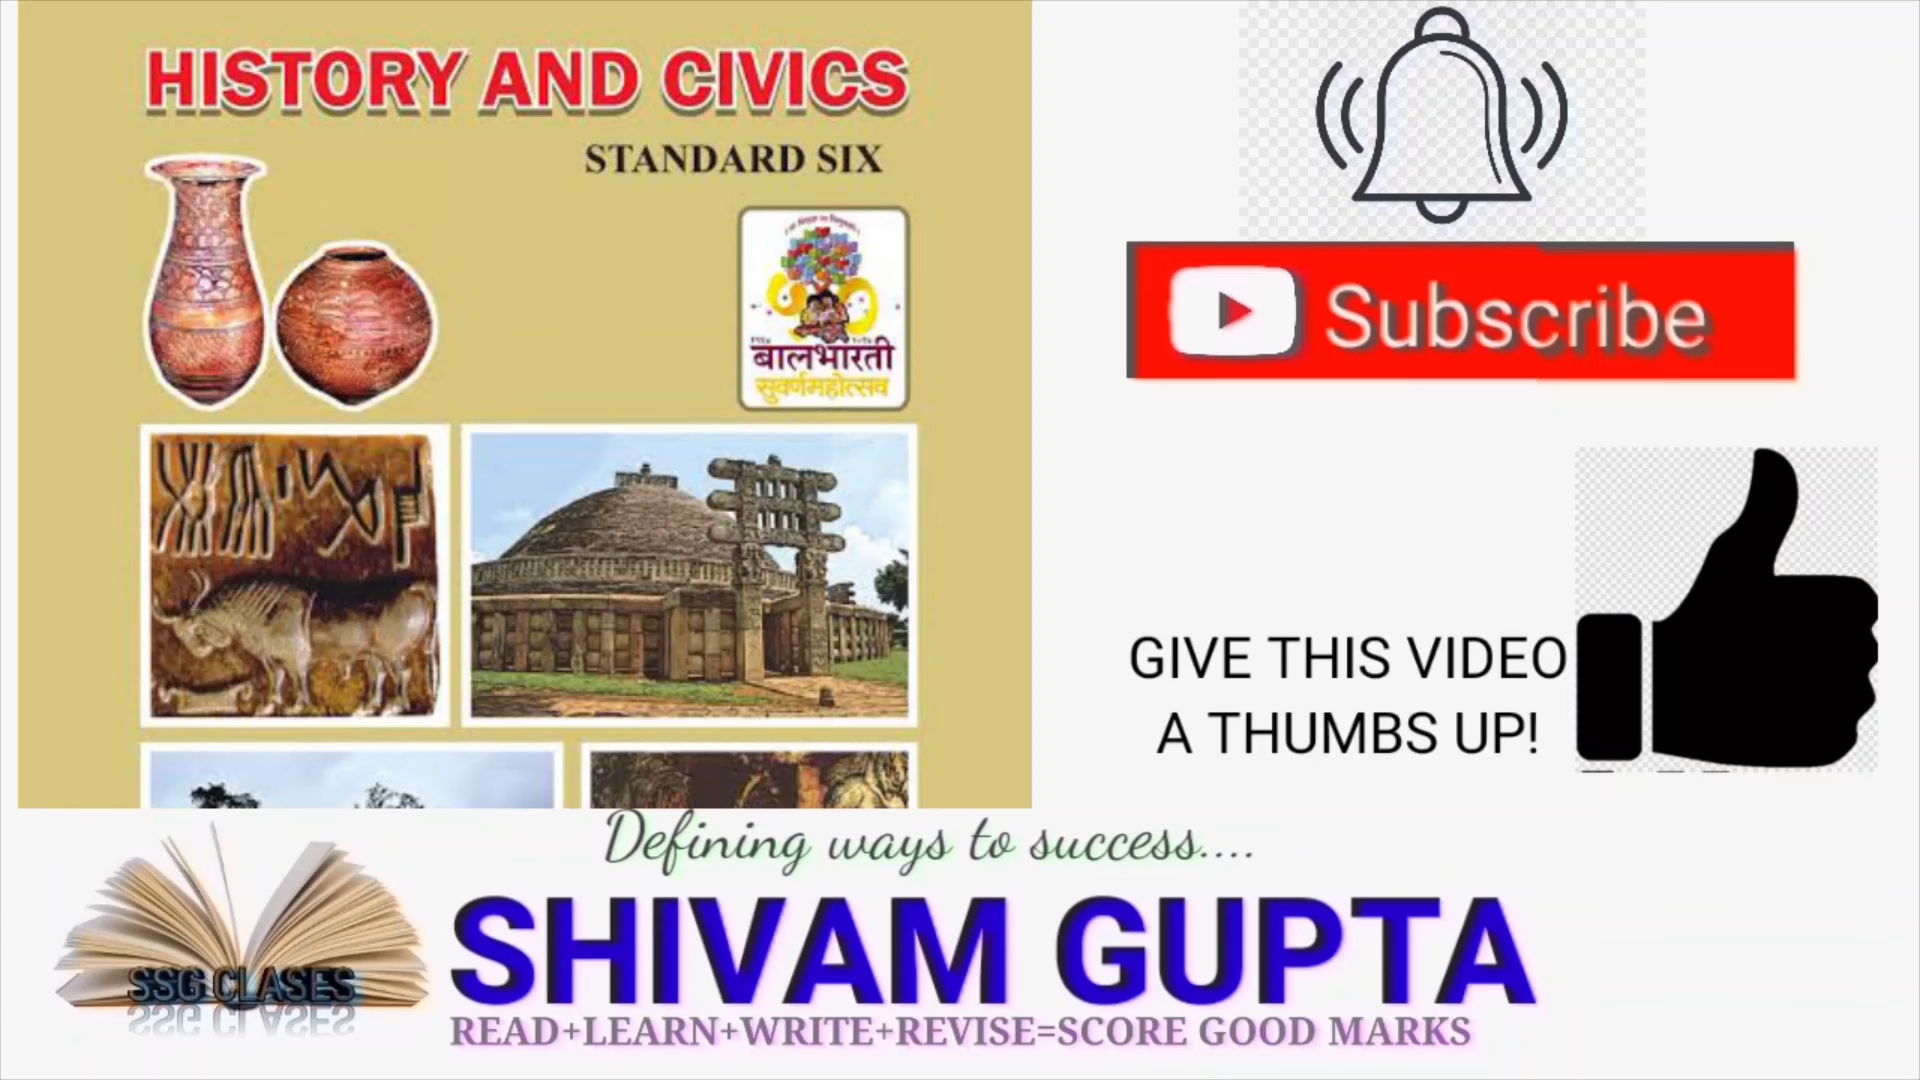 HISTORY AND CIVICS
STANDARD SIX
बालभारती
सुवर्णमहोत्सव
Subscribe
GIVE THIS VIDEO
A THUMBS UP!
Defining ways to success....
SSG CLASES
SHIVAM GUPTA
READ+LEARN+WRITE+REVISE=SCORE GOOD MARKS